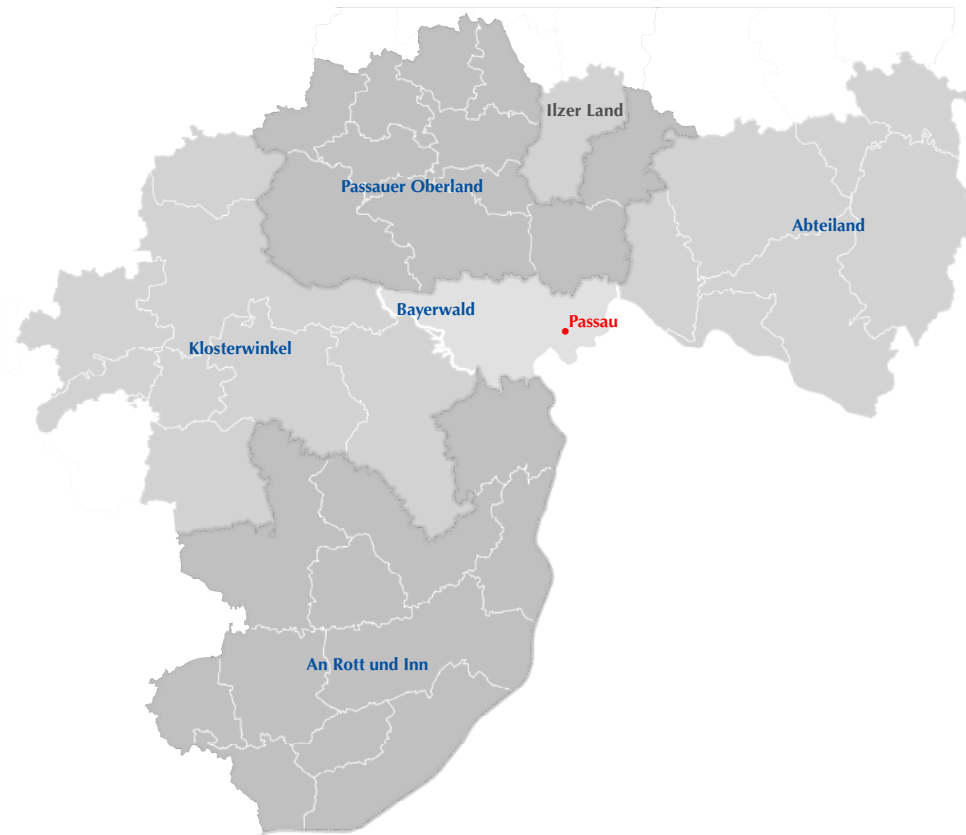 Ilzer Land
Passauer Oberland
Abteiland
Bayerwald
Passau
Klosterwinkel
An Rott und Inn